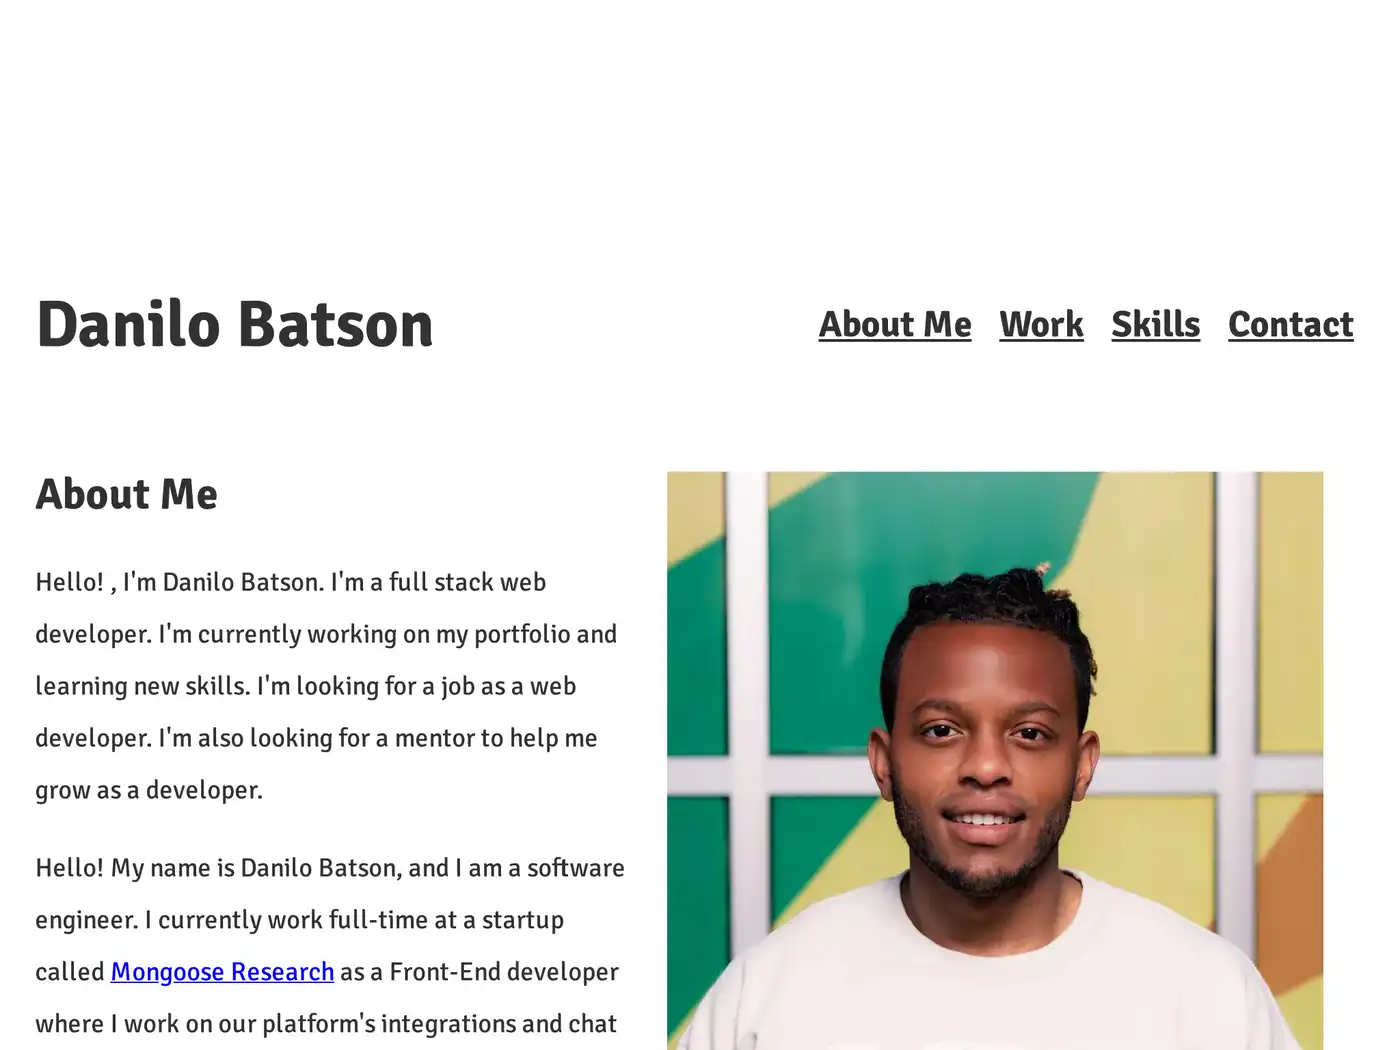 Danilo Batson
About Me Work Skills Contact
About Me
Hello! , I'm Danilo Batson. I'm a full stack web
developer. I'm currently working on my portfolio and
learning new skills. I'm looking for a job as a web
developer. I'm also looking for a mentor to help me
grow as a developer.
Hello! My name is Danilo Batson, and I am a software
engineer. I currently work full-time at a startup
called Mongoose Research as a Front-End developer
where I work on our platform's integrations and chat